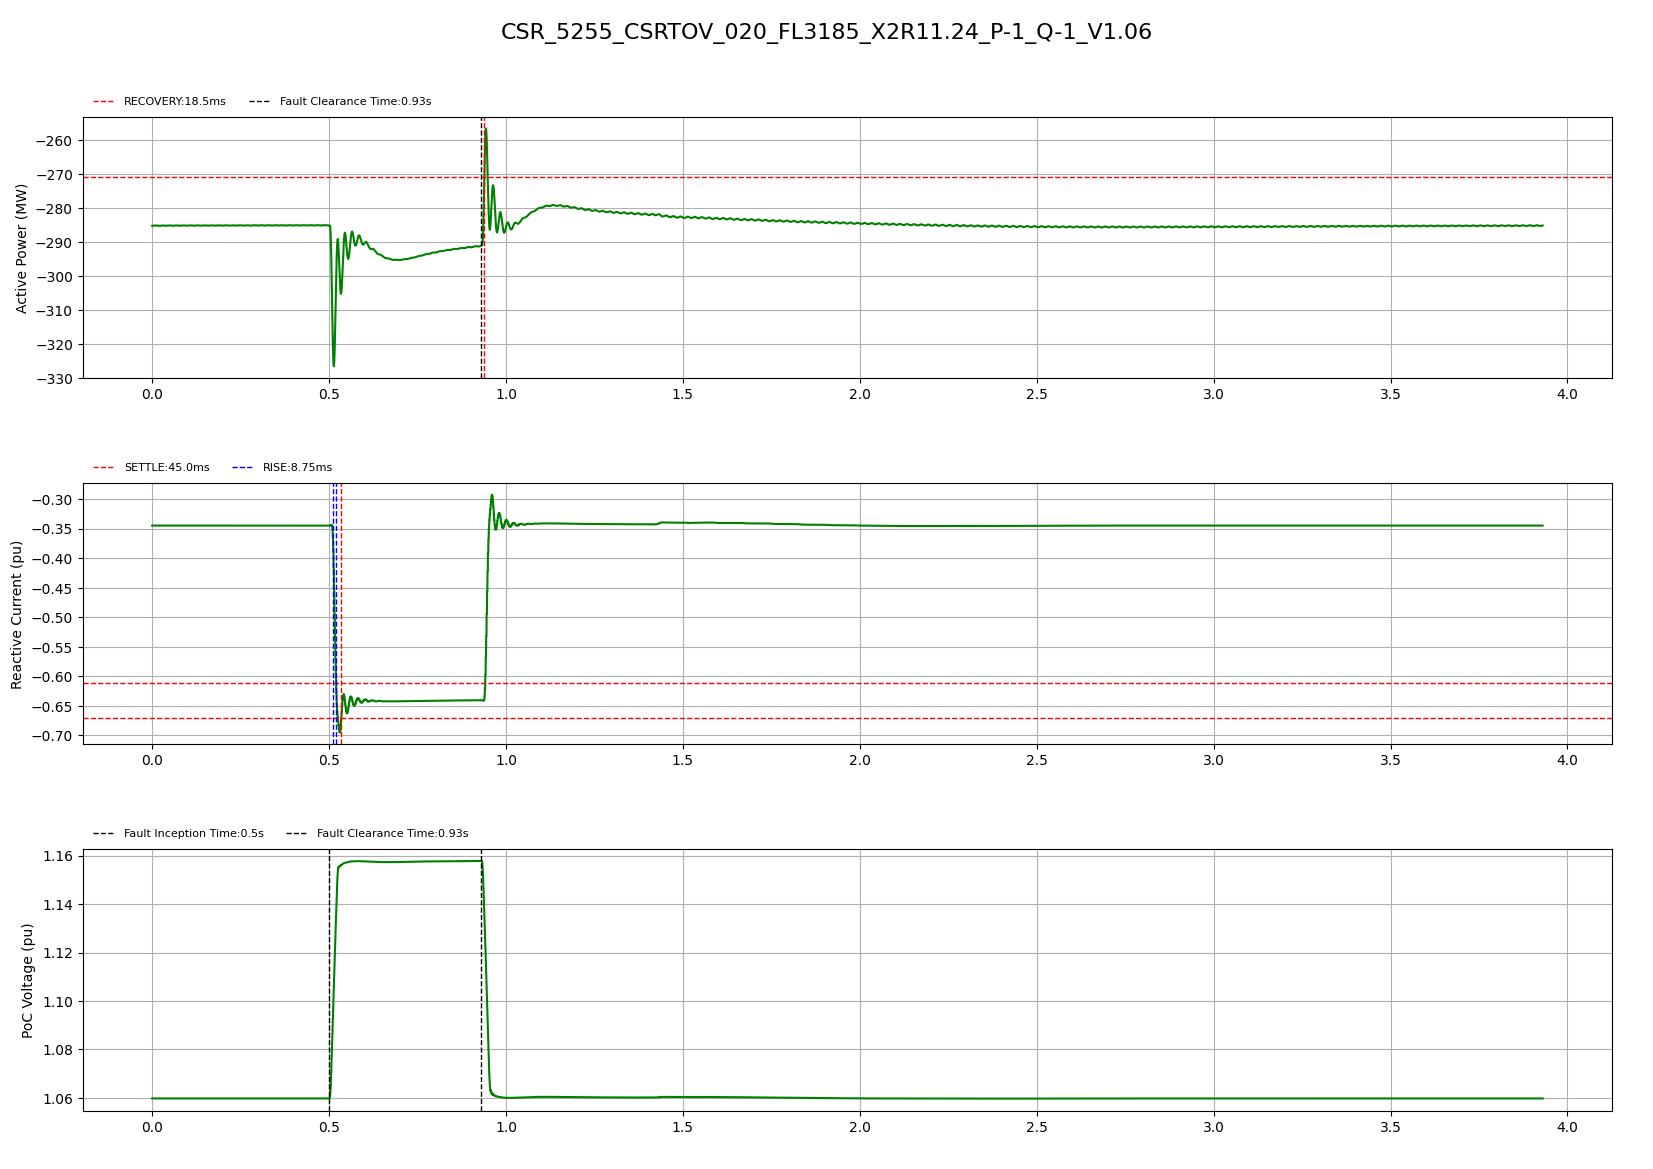 CSR_5255_CSRTOV_020_FL3185_X2R11.24_P-1_Q-1_V1.06
RECOVERY:18.5ms Fault Clearance Time:0.93s
Active Power (MW)
−260
−270
−280
−290
−300
−310
−320
−330
0.0 0.5 1.0 1.5 2.0 2.5 3.0 3.5 4.0
SETTLE:45.0ms RISE:8.75ms
Reactive Current (pu)
−0.30
−0.35
−0.40
−0.45
−0.50
−0.55
−0.60
−0.65
−0.70
0.0 0.5 1.0 1.5 2.0 2.5 3.0 3.5 4.0
Fault Inception Time:0.5s Fault Clearance Time:0.93s
PoC Voltage (pu)
1.16
1.14
1.12
1.10
1.08
1.06
0.0 0.5 1.0 1.5 2.0 2.5 3.0 3.5 4.0